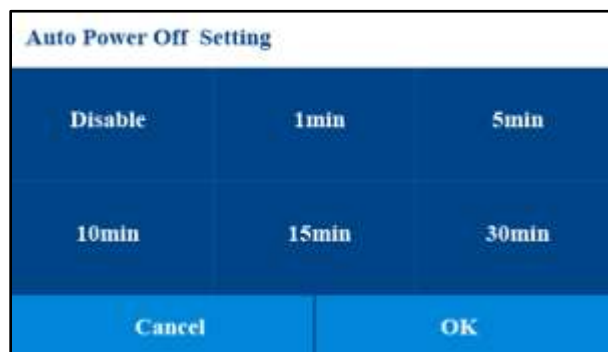 Auto Power Off Setting
Disable 1min 5min
10min 15min 30min
Cancel OK